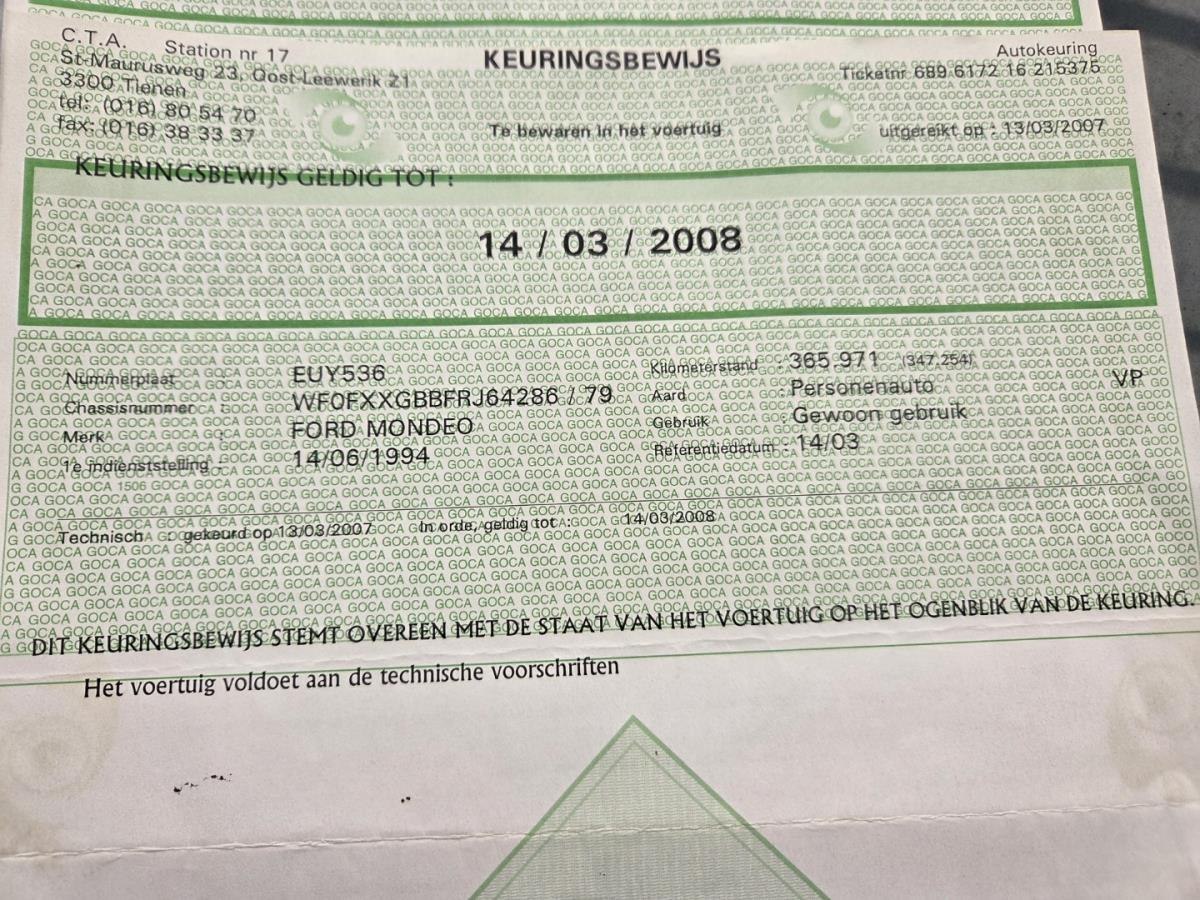 C.T.A. Station nr 17
St-Maurusweg 23, Oost-Leewerik Z1
3300 Tienen
tel: (016) 80 54 70
fax: (016) 38 33 37
KEURINGSBEWIJS
Te bewaren in het voertuig
Autokeuring
Ticketnr 689 6172 16 215375
uitgereikt op : 13/03/2007
KEURINGSBEWIJS GELDIG TOT :
14 / 03 / 2008
Nummerplaat : EUY536
Chassisnummer : WF0FXXGBBFRJ64286 / 79
Merk : FORD MONDEO
1e indienststelling : 14/06/1994
1506
Kilometerstand : 365.971 (347.254)
Aard : Personenauto VP
Gebruik : Gewoon gebruik
Referentiedatum : 14/03
Technisch : gekeurd op 13/03/2007 In orde, geldig tot : 14/03/2008
DIT KEURINGSBEWIJS STEMT OVEREEN MET DE STAAT VAN HET VOERTUIG OP HET OGENBLIK VAN DE KEURING.
Het voertuig voldoet aan de technische voorschriften